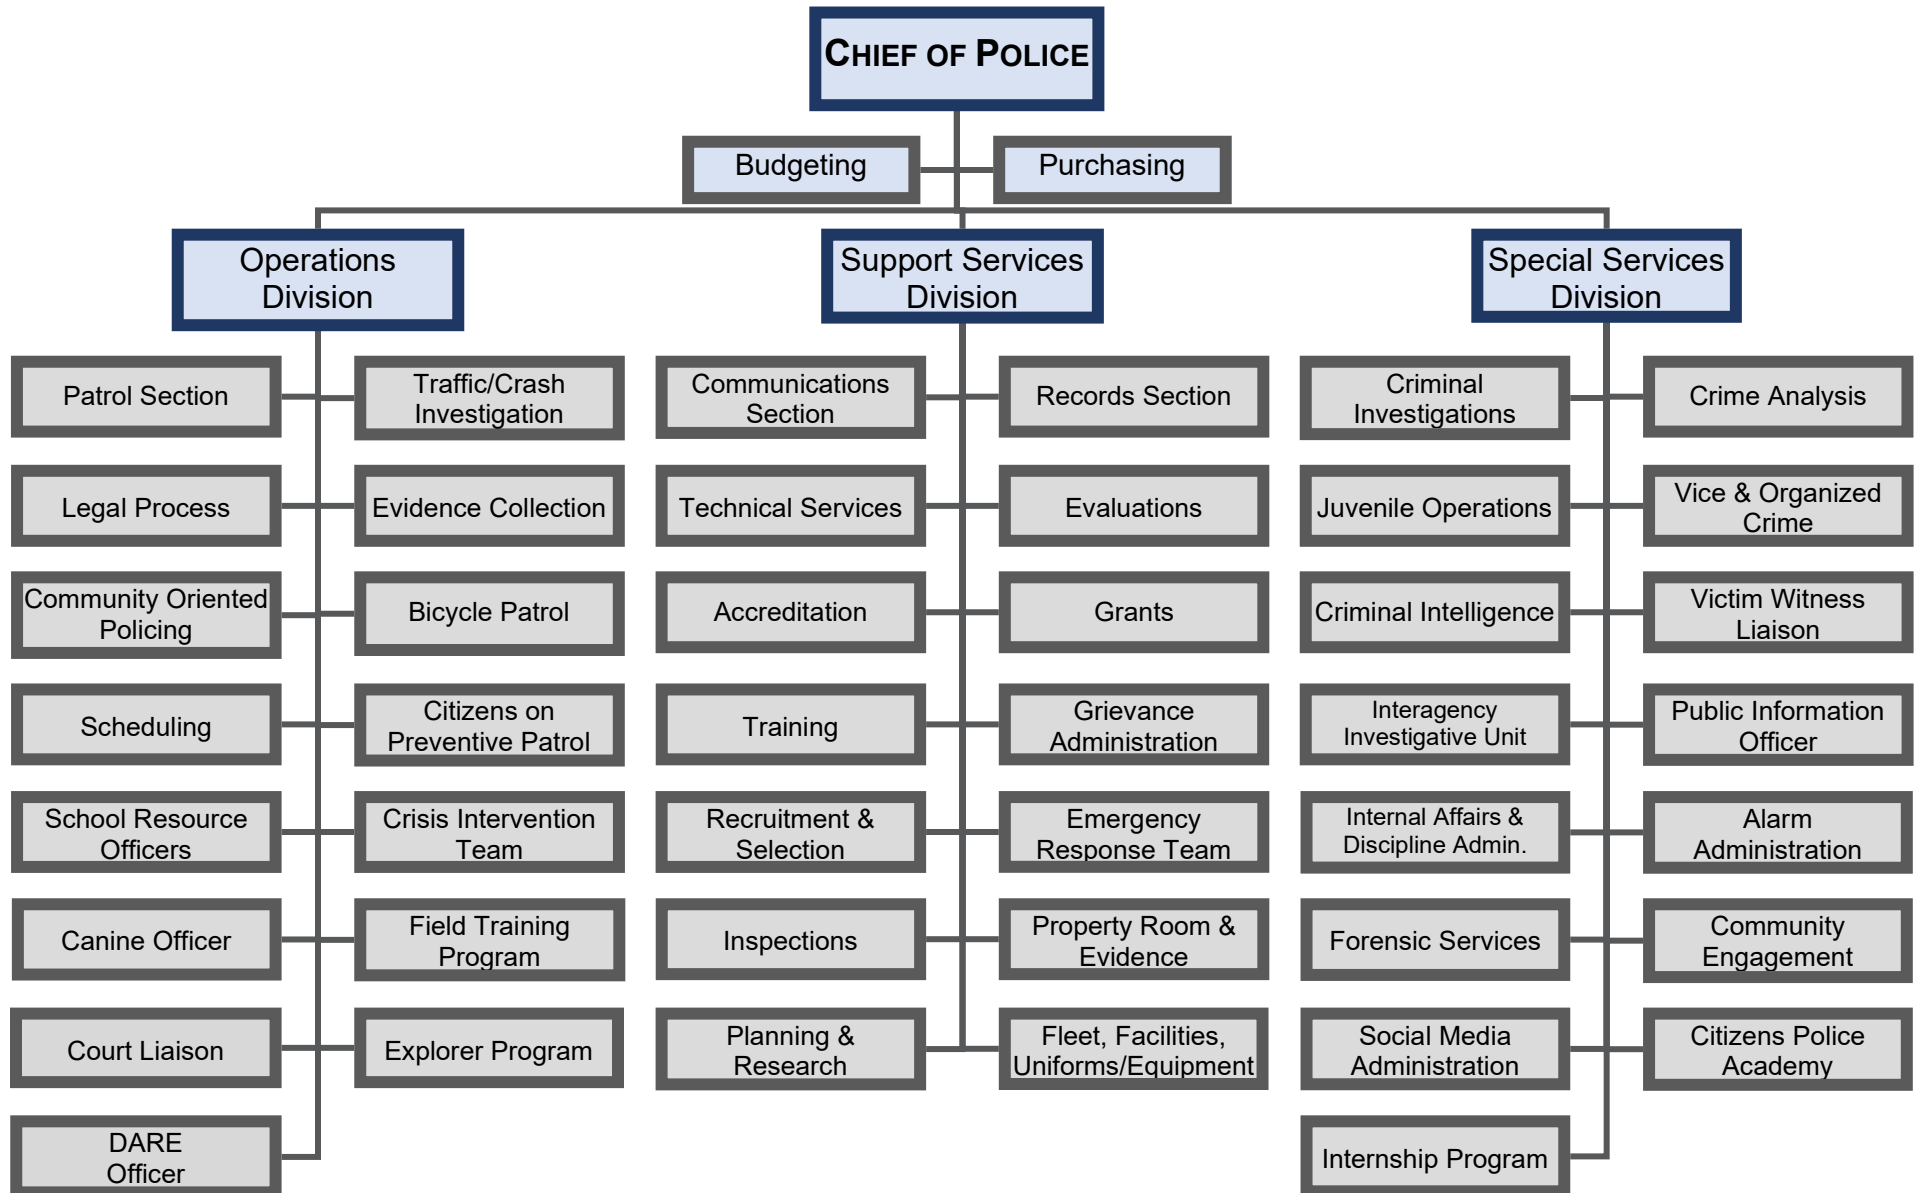 CHIEF OF POLICE
Budgeting
Purchasing
Operations
Division
Support Services
Division
Special Services
Division
Patrol Section
Traffic/Crash
Investigation
Communications
Section
Records Section
Criminal
Investigations
Crime Analysis
Legal Process
Evidence Collection
Technical Services
Evaluations
Juvenile Operations
Vice & Organized
Crime
Community Oriented
Policing
Bicycle Patrol
Accreditation
Grants
Criminal Intelligence
Victim Witness
Liaison
Scheduling
Citizens on
Preventive Patrol
Training
Grievance
Administration
Interagency
Investigative Unit
Public Information
Officer
School Resource
Officers
Crisis Intervention
Team
Recruitment &
Selection
Emergency
Response Team
Internal Affairs &
Discipline Admin.
Alarm
Administration
Canine Officer
Field Training
Program
Inspections
Property Room &
Evidence
Forensic Services
Community
Engagement
Court Liaison
Explorer Program
Planning &
Research
Fleet, Facilities,
Uniforms/Equipment
Social Media
Administration
Citizens Police
Academy
DARE
Officer
Internship Program